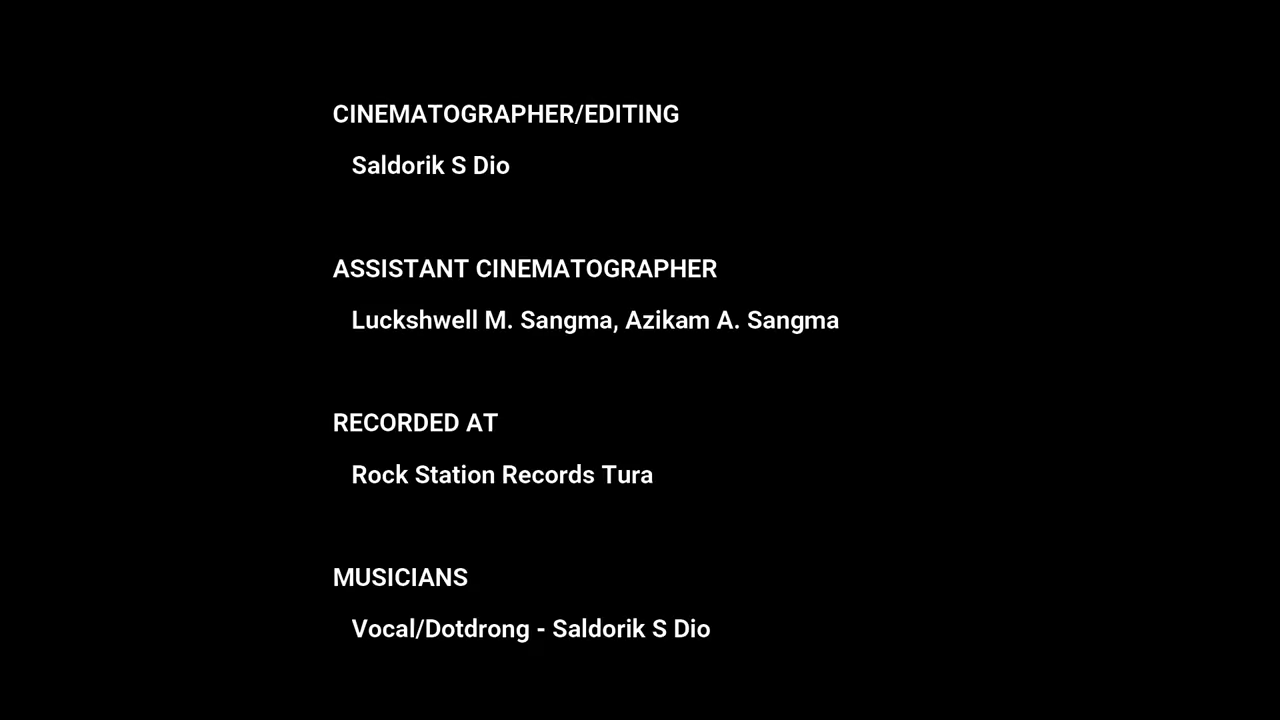 CINEMATOGRAPHER/EDITING
Saldorik S Dio
ASSISTANT CINEMATOGRAPHER
Luckshwell M. Sangma, Azikam A. Sangma
RECORDED AT
Rock Station Records Tura
MUSICIANS
Vocal/Dotdrong - Saldorik S Dio